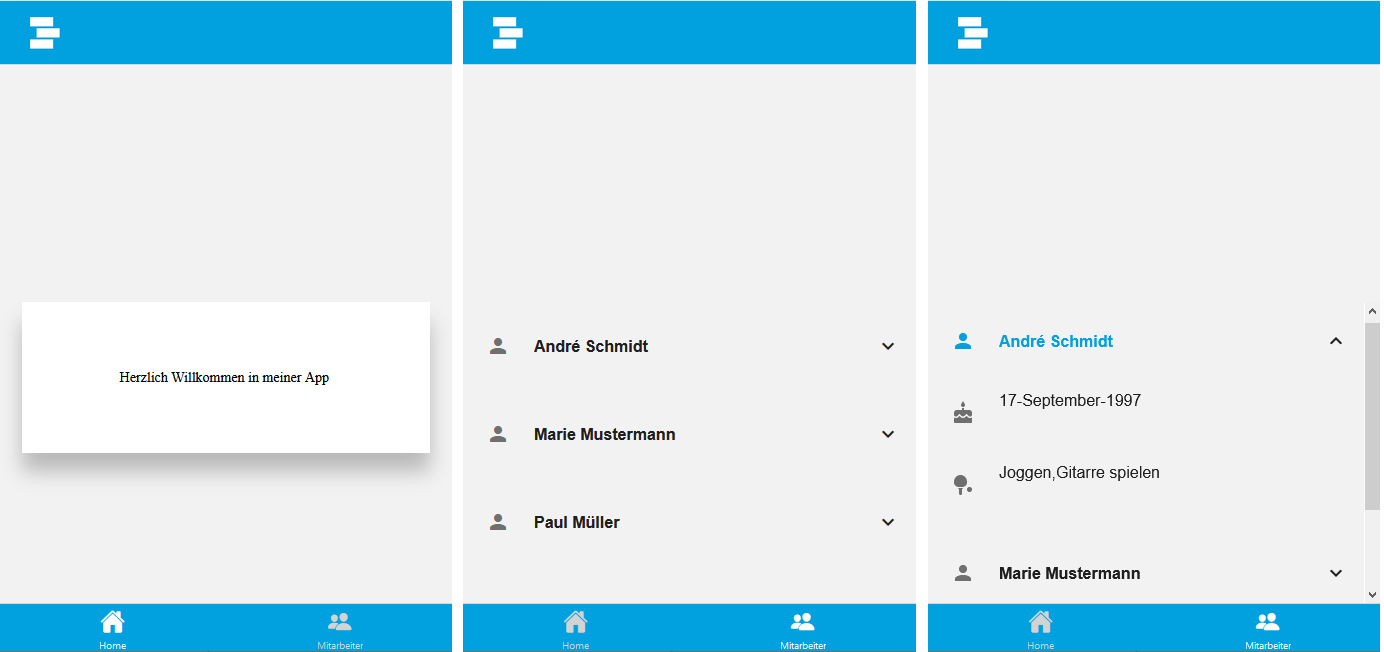 Herzlich Willkommen in meiner App
Home
Mitarbeiter
André Schmidt
Marie Mustermann
Paul Müller
Home
Mitarbeiter
André Schmidt
17-September-1997
Joggen,Gitarre spielen
Marie Mustermann
Home
Mitarbeiter